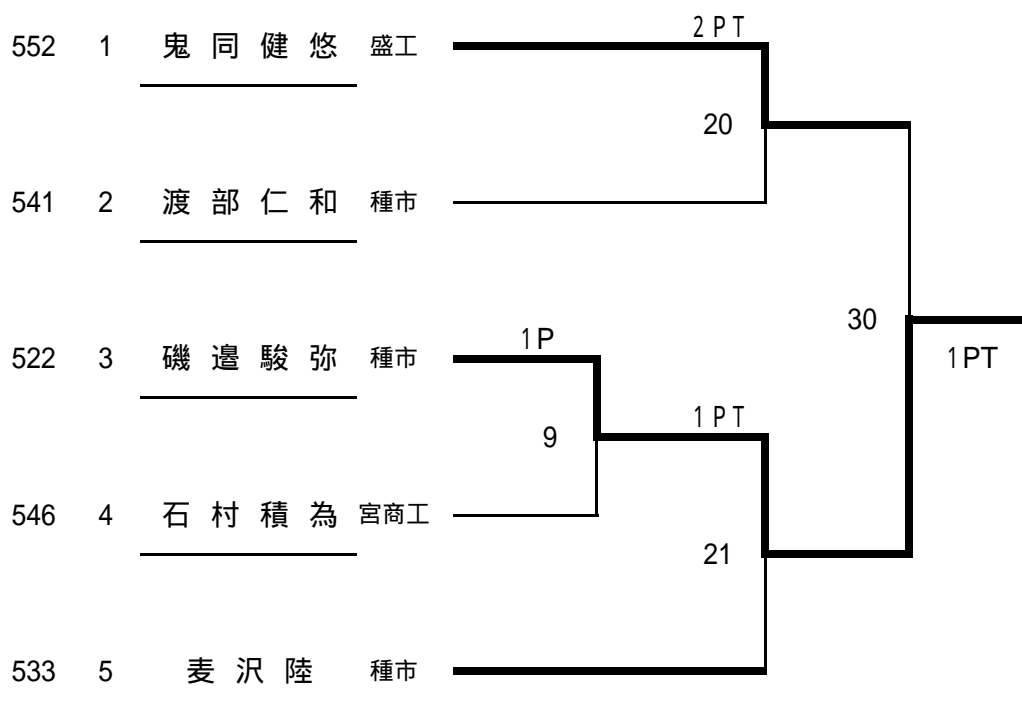 2PT
552 1 鬼同健悠 盛工
20
541 2 渡部仁和 種市
30
1P
522 3 磯邉駿弥 種市
1PT
1PT
9
546 4 石村積為 宮商工
21
533 5 麦沢陸 種市